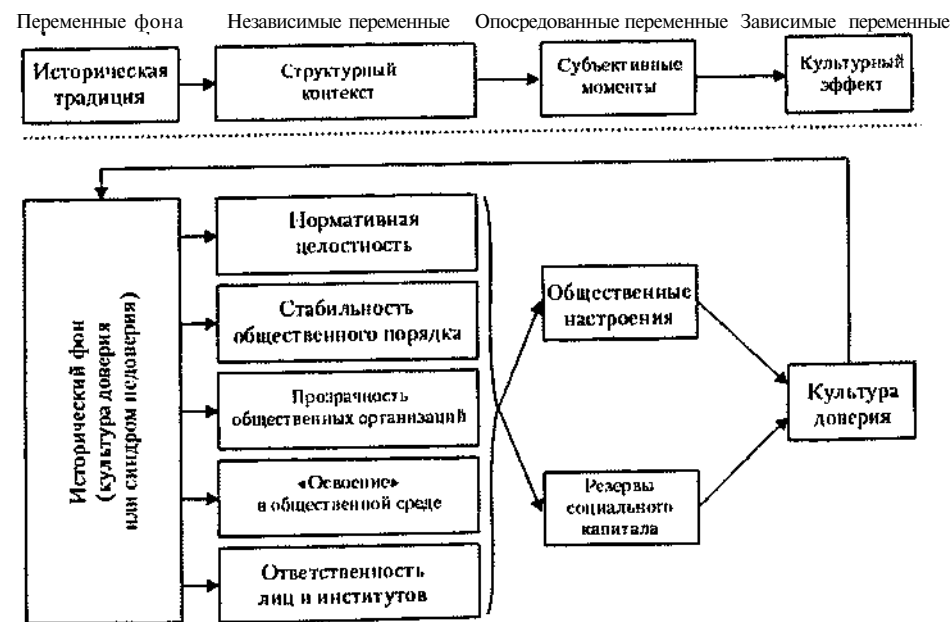 Переменные фона Независимые переменные Опосредованные переменные Зависимые переменные
Историческая
традиция
Структурный
контекст
Субъективные
моменты
Культурный
эффект
Исторический фон
(культура доверия
или синдром недоверия)
Нормативная
целостность
Стабильность
общественного порядка
Прозрачность
общественных организаций
«Освоение»
в общественной среде
Ответственность
лиц и институтов
Общественные
настроения
Резервы
социального
капитала
Культура
доверия